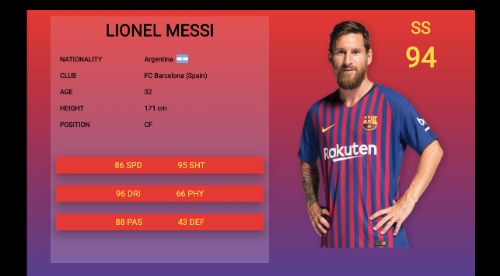 LIONEL MESSI
SS
94
NATIONALITY Argentina
CLUB FC Barcelona (Spain)
AGE 32
HEIGHT 171 cm
POSITION CF
86 SPD 95 SHT
96 DRI 66 PHY
88 PAS 43 DEF
Rakuten